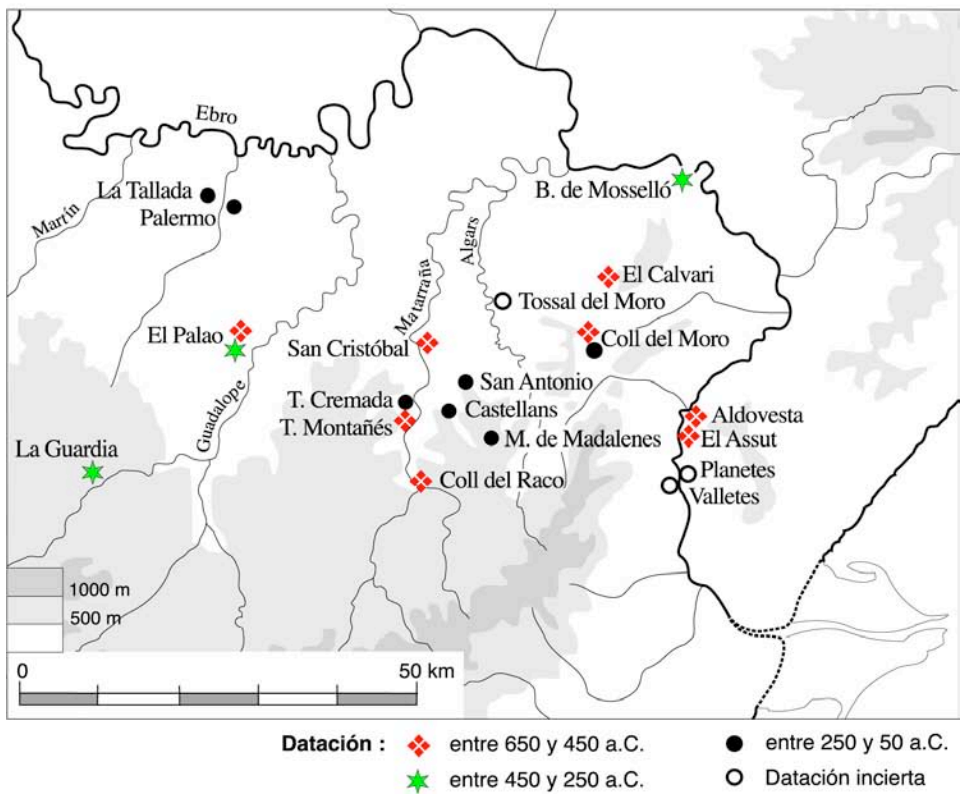 Ebro
La Tallada
Palermo
Martín
B. de Mosselló
Algars
Matarraña
El Calvari
Tossal del Moro
El Palao
San Cristóbal
Coll del Moro
San Antonio
T. Cremada
Castellans
T. Montañés
Guadalope
M. de Madalenes
Aldovesta
El Assut
La Guardia
Coll del Raco
Planetes
Valletes
1000 m
500 m
0 50 km
Datación : entre 650 y 450 a.C. entre 250 y 50 a.C.
entre 450 y 250 a.C. Datación incierta